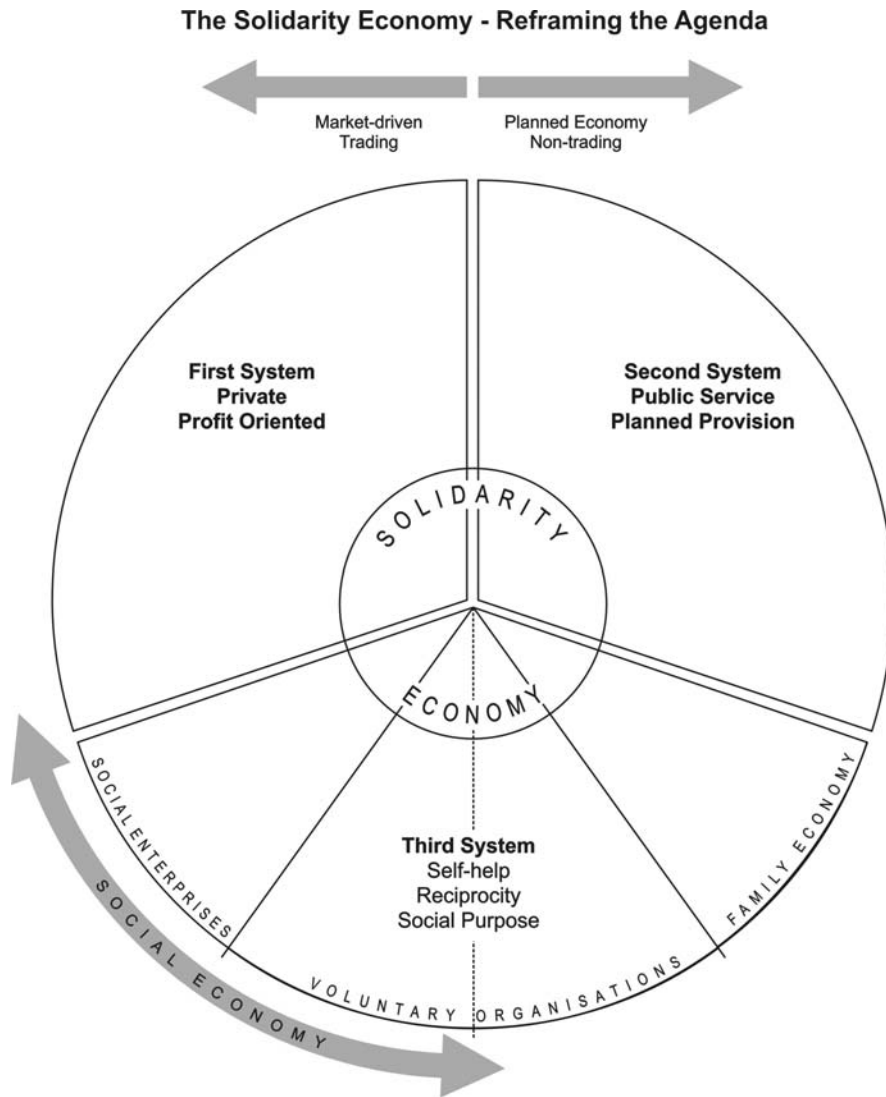 The Solidarity Economy - Reframing the Agenda
Market-driven
Trading
Planned Economy
Non-trading
First System
Private
Profit Oriented
Second System
Public Service
Planned Provision
SOLIDARITY
ECONOMY
Third System
Self-help
Reciprocity
Social Purpose
SOCIAL ENTERPRISES
VOLUNTARY ORGANISATIONS
FAMILY ECONOMY
SOCIAL ECONOMY